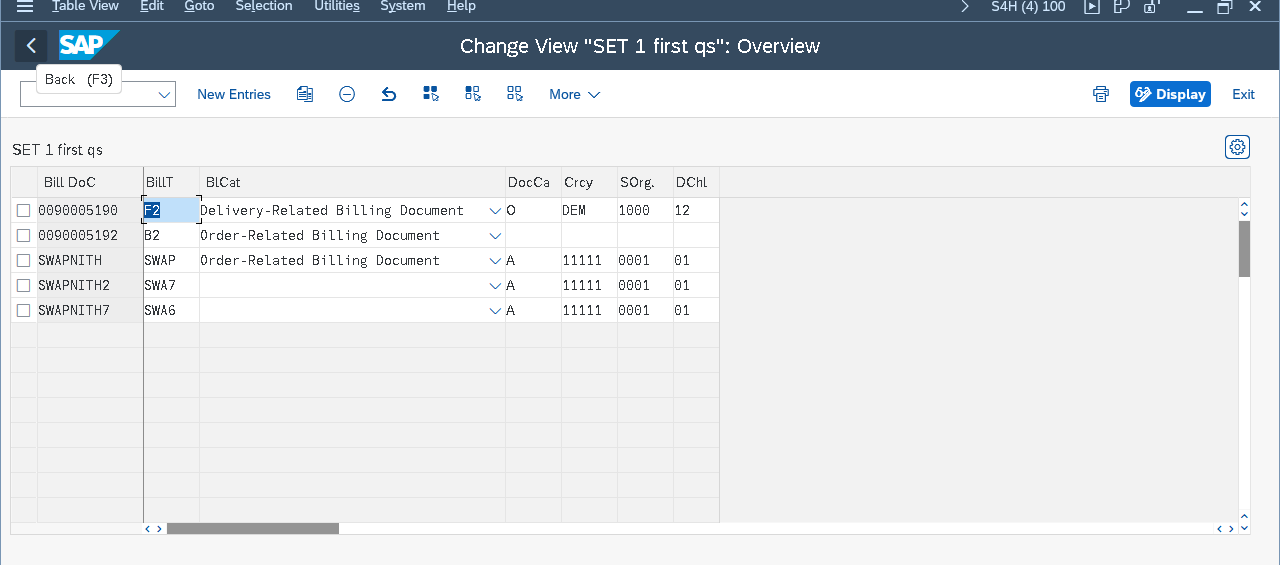 Table View Edit Goto Selection Utilities System Help S4H (4) 100
SAP Change View "SET 1 first qs": Overview
Back (F3)
New Entries More Display Exit
SET 1 first qs
Bill DoC BillT BlCat DocCa Crcy SOrg. DChl
0090005190 F2 Delivery-Related Billing Document O DEM 1000 12
0090005192 B2 Order-Related Billing Document
SWAPNITH SWAP Order-Related Billing Document A 11111 0001 01
SWAPNITH2 SWA7 A 11111 0001 01
SWAPNITH7 SWA6 A 11111 0001 01